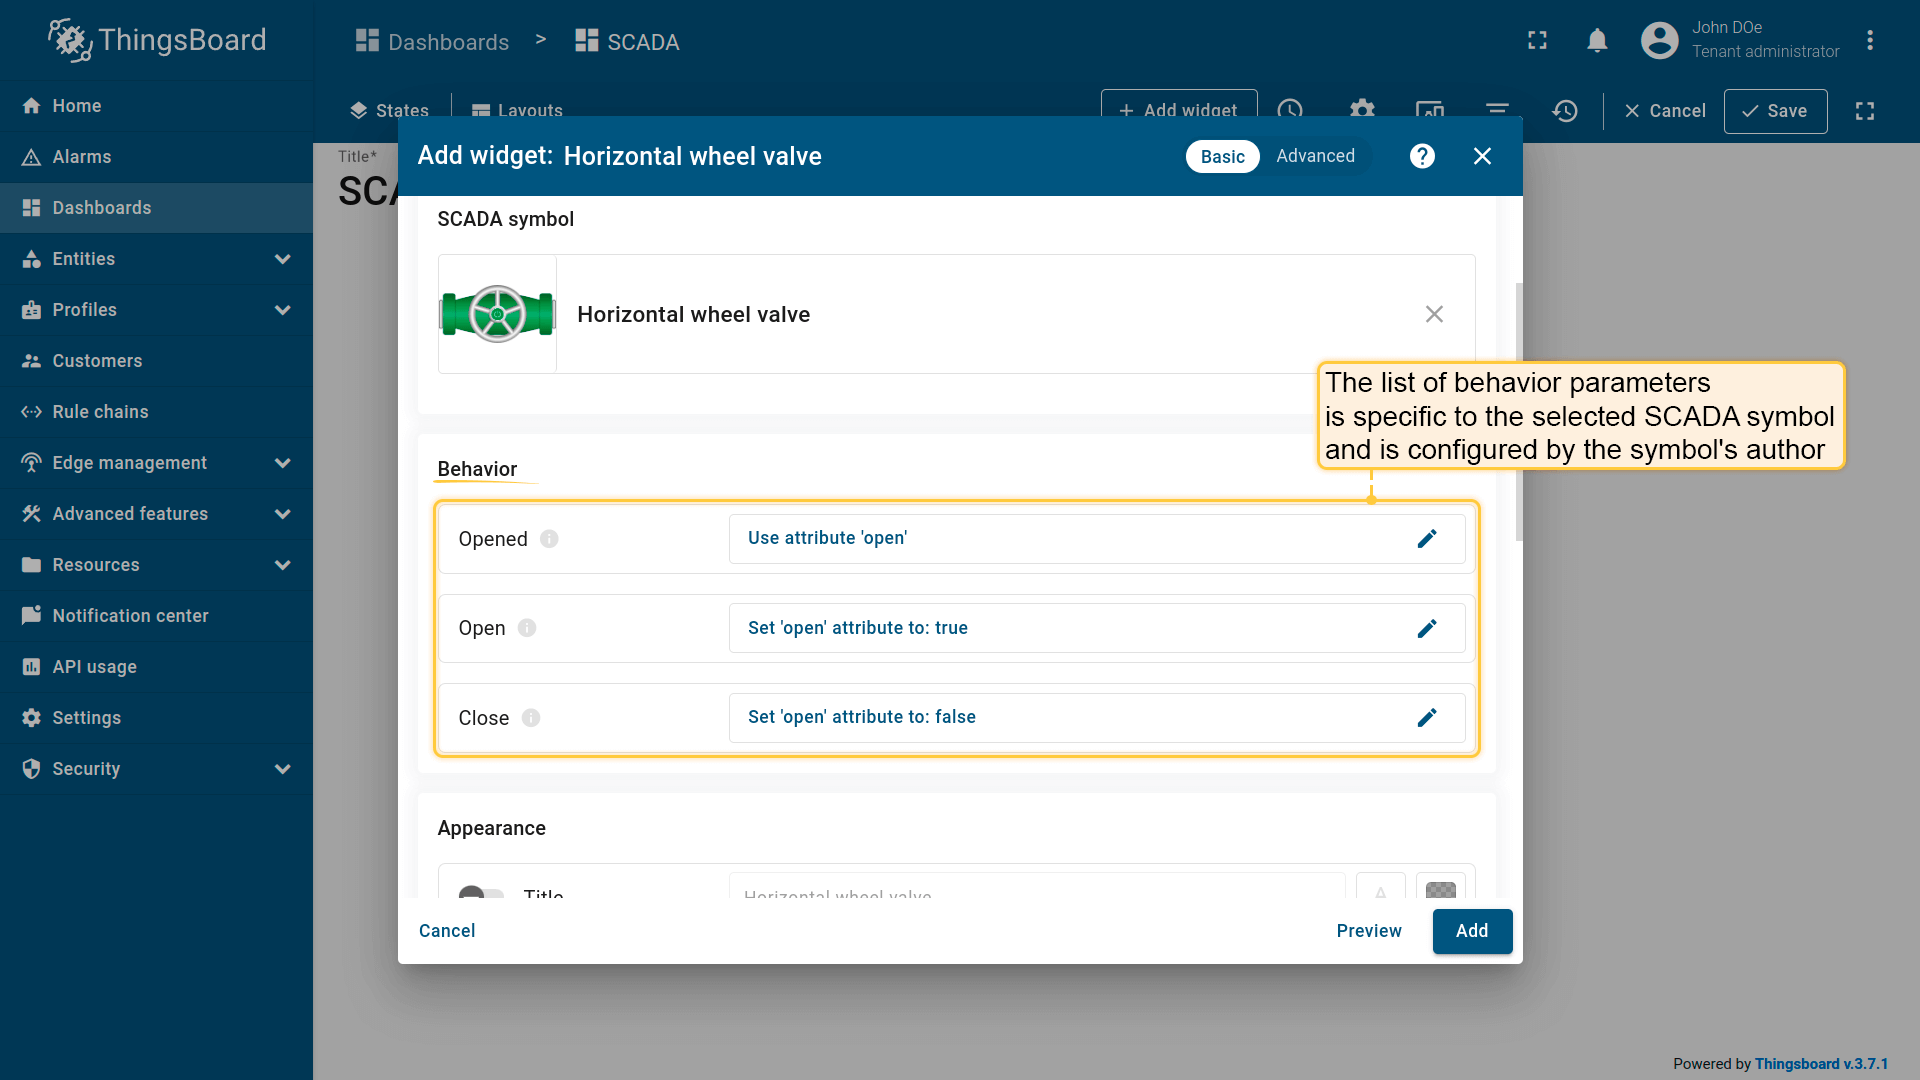 ThingsBoard
Dashboards > SCADA
John DOe
Tenant administrator
Home
Alarms
Dashboards
Entities
Profiles
Customers
Rule chains
Edge management
Advanced features
Resources
Notification center
API usage
Settings
Security
States
Layouts
+ Add widget
Cancel
Save
Title*
SCA
Add widget: Horizontal wheel valve
Basic
Advanced
SCADA symbol
Horizontal wheel valve
The list of behavior parameters
is specific to the selected SCADA symbol
and is configured by the symbol's author
Behavior
Opened
Use attribute 'open'
Open
Set 'open' attribute to: true
Close
Set 'open' attribute to: false
Appearance
Title
Horizontal wheel valve
A
Cancel
Preview
Add
Powered by Thingsboard v.3.7.1